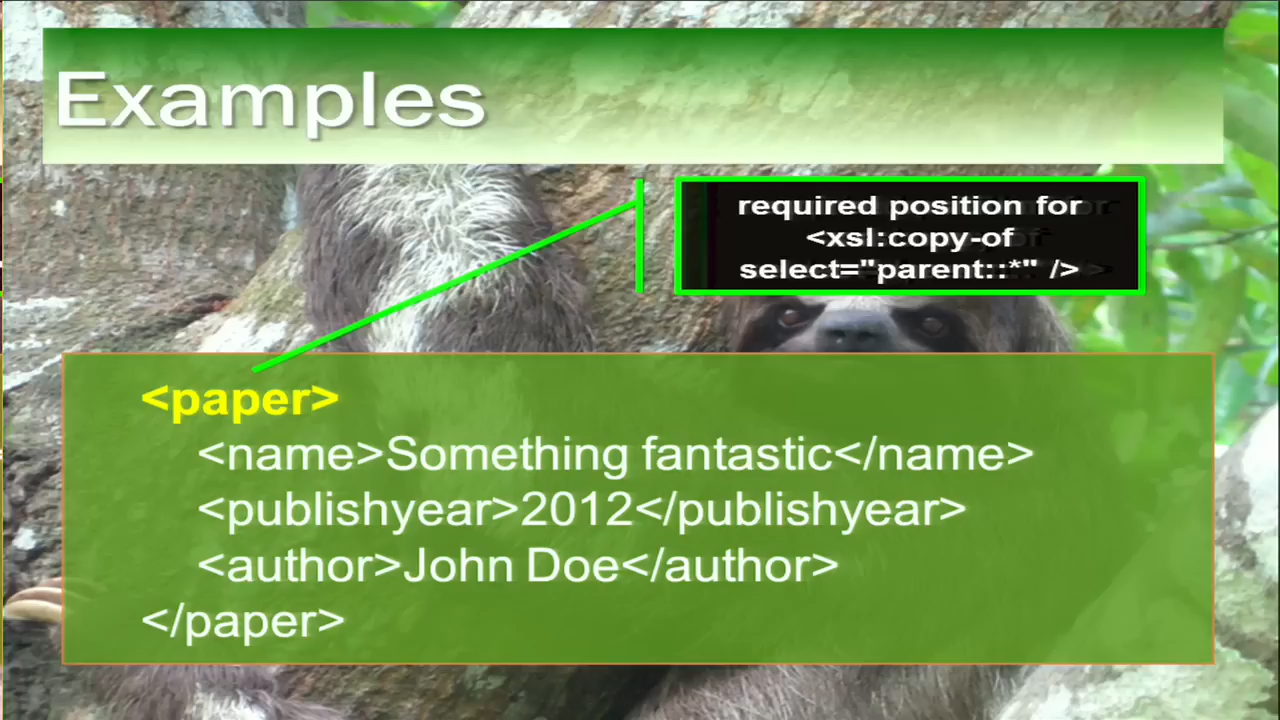 Examples
required position for
<xsl:copy-of
select="parent::*" />
<paper>
<name>Something fantastic</name>
<publishyear>2012</publishyear>
<author>John Doe</author>
</paper>